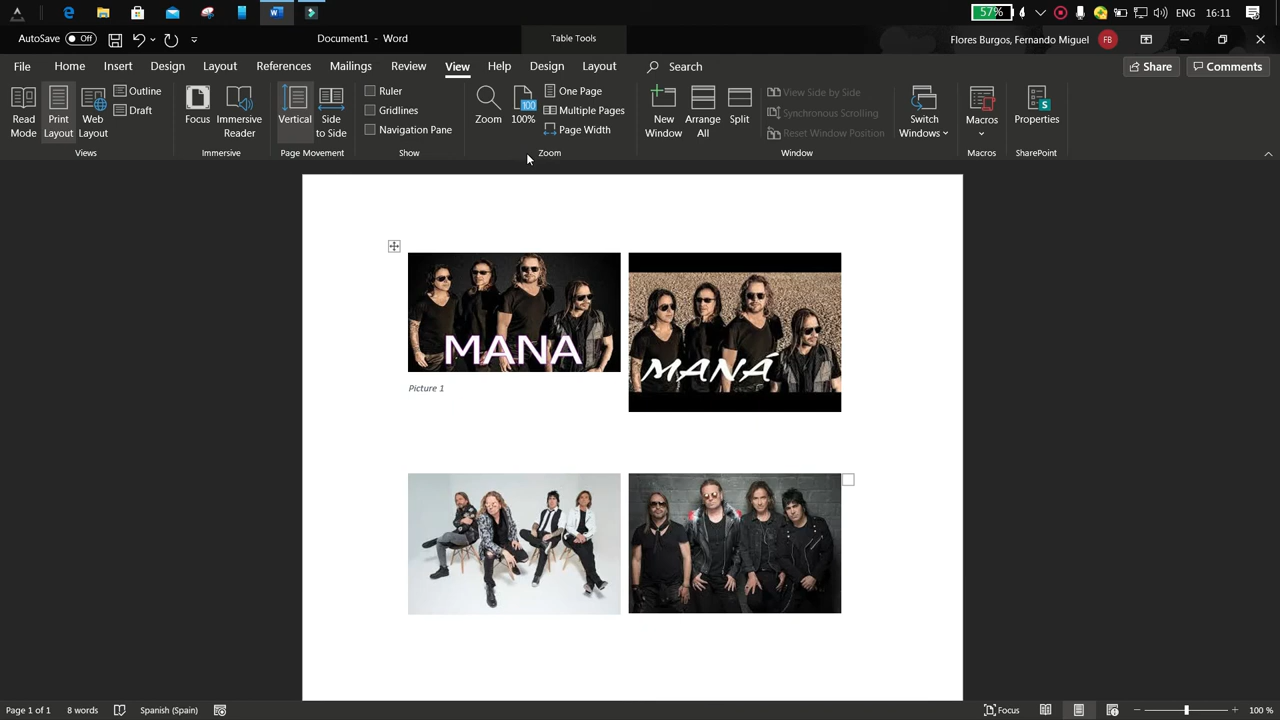 57%
ENG
16:11
AutoSave
Off
Document1 - Word
Table Tools
Flores Burgos, Fernando Miguel
FB
File
Home
Insert
Design
Layout
References
Mailings
Review
View
Help
Design
Layout
Search
Share
Comments
Read Mode
Print Layout
Web Layout
Outline
Draft
Views
Focus
Immersive Reader
Immersive
Vertical
Side to Side
Page Movement
Ruler
Gridlines
Navigation Pane
Show
Zoom
100
100%
One Page
Multiple Pages
Page Width
Zoom
New Window
Arrange All
Split
View Side by Side
Synchronous Scrolling
Reset Window Position
Switch Windows
Window
Macros
Macros
Properties
SharePoint
MANA
MANÁ
Picture 1
Page 1 of 1
8 words
Spanish (Spain)
Focus
100 %